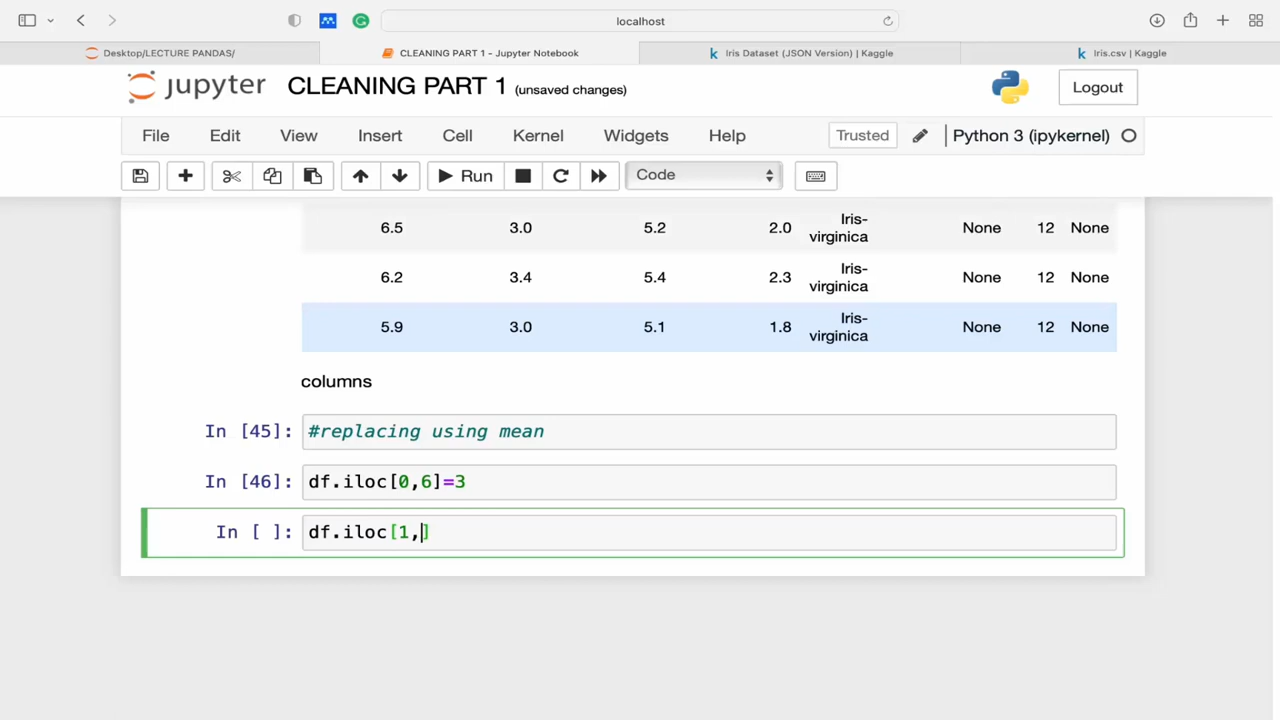 localhost
Desktop/LECTURE PANDAS/
CLEANING PART 1 - Jupyter Notebook
Iris Dataset (JSON Version) | Kaggle
Iris.csv | Kaggle
jupyter CLEANING PART 1 (unsaved changes)
Logout
File Edit View Insert Cell Kernel Widgets Help Trusted Python 3 (ipykernel)
Run Code
6.5 3.0 5.2 2.0 Iris-virginica None 12 None
6.2 3.4 5.4 2.3 Iris-virginica None 12 None
5.9 3.0 5.1 1.8 Iris-virginica None 12 None
columns
In [45]: #replacing using mean
In [46]: df.iloc[0,6]=3
In [ ]: df.iloc[1,]